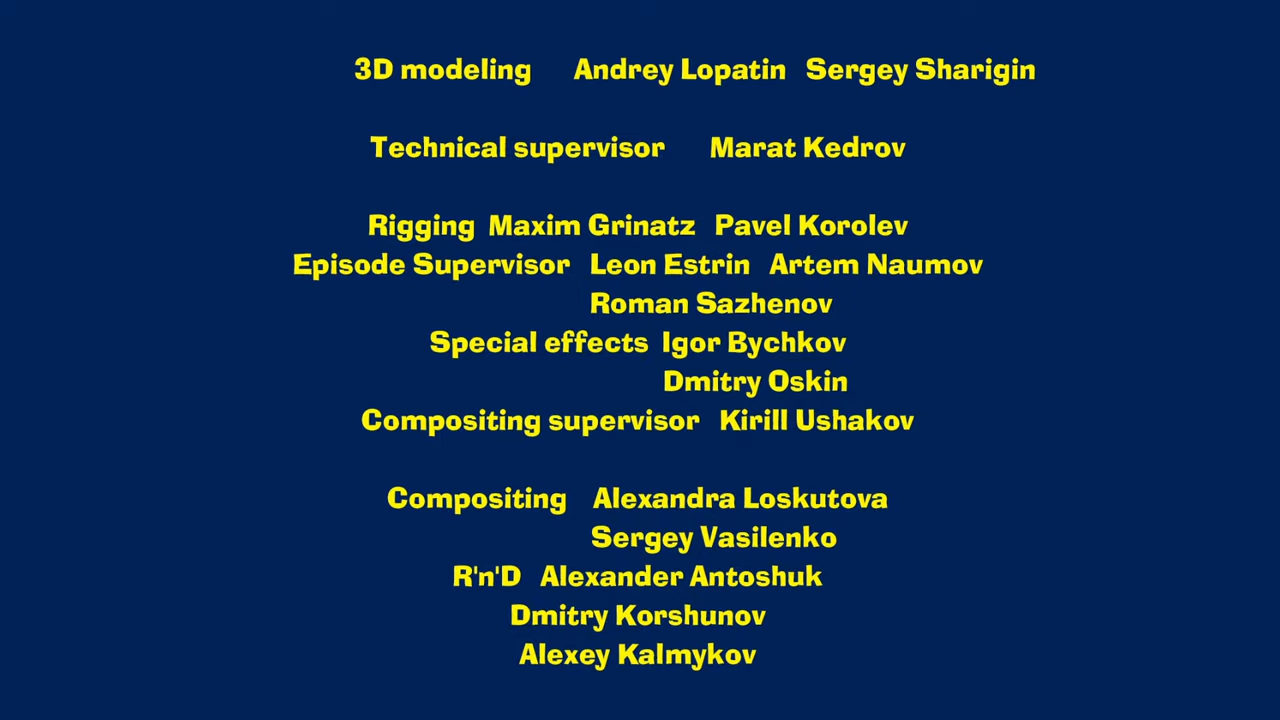 3D modeling Andrey Lopatin Sergey Sharigin
Technical supervisor Marat Kedrov
Rigging Maxim Grinatz Pavel Korolev
Episode Supervisor Leon Estrin Artem Naumov
Roman Sazhenov
Special effects Igor Bychkov
Dmitry Oskin
Compositing supervisor Kirill Ushakov
Compositing Alexandra Loskutova
Sergey Vasilenko
R'n'D Alexander Antoshuk
Dmitry Korshunov
Alexey Kalmykov